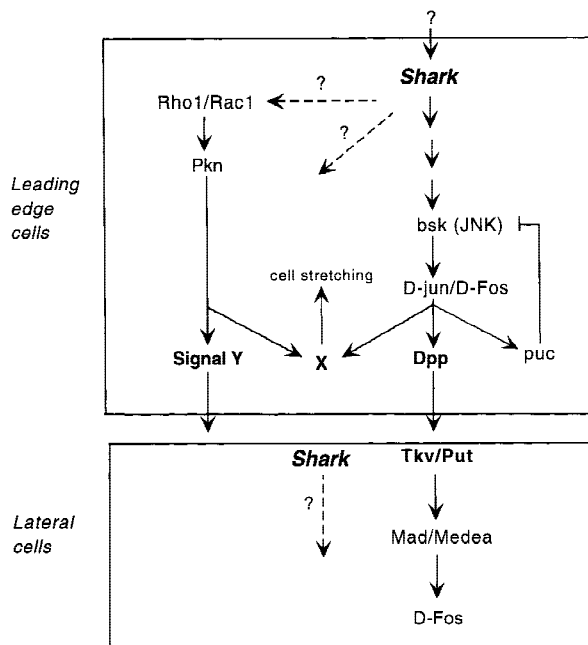 ?
Shark
?
Rho1/Rac1
?
Pkn
Leading
edge
cells
bsk (JNK)
cell stretching
D-jun/D-Fos
Signal Y
X
Dpp
puc
Shark
Tkv/Put
?
Lateral
cells
Mad/Medea
D-Fos